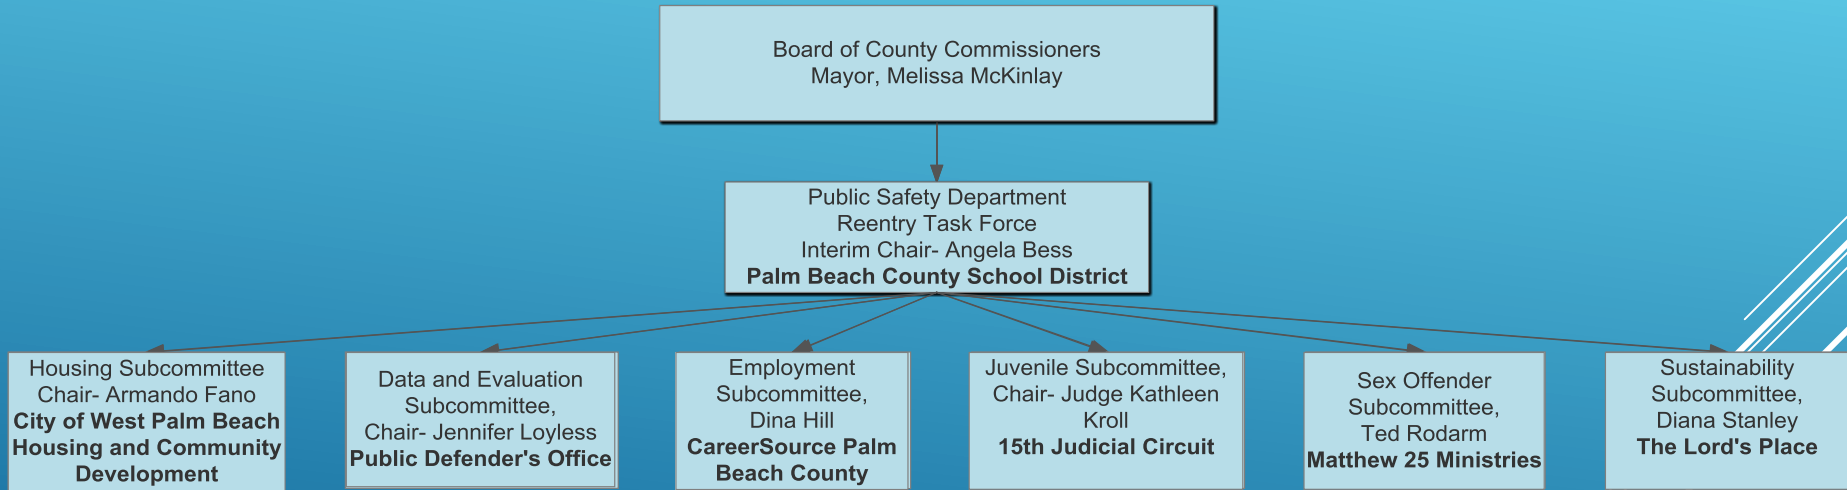 Board of County Commissioners
Mayor, Melissa McKinlay
Public Safety Department
Reentry Task Force
Interim Chair- Angela Bess
Palm Beach County School District
Housing Subcommittee
Chair- Armando Fano
City of West Palm Beach
Housing and Community
Development
Data and Evaluation
Subcommittee,
Chair- Jennifer Loyless
Public Defender's Office
Employment
Subcommittee,
Dina Hill
CareerSource Palm
Beach County
Juvenile Subcommittee,
Chair- Judge Kathleen
Kroll
15th Judicial Circuit
Sex Offender
Subcommittee,
Ted Rodarm
Matthew 25 Ministries
Sustainability
Subcommittee,
Diana Stanley
The Lord's Place